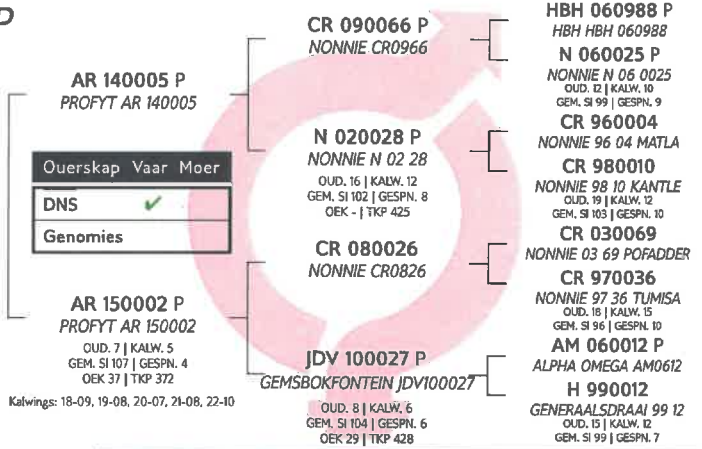 D
AR 140005 P
PROFYT AR 140005
Ouerskap Vaar Moer
DNS ✓
Genomies
AR 150002 P
PROFYT AR 150002
OUD. 7 | KALW. 5
GEM. SI 107 | GESPN. 4
OEK 37 | TKP 372
Kalwings: 18-09, 19-08, 20-07, 21-08, 22-10
CR 090066 P
NONNIE CR0966
N 020028 P
NONNIE N 02 28
OUD. 16 | KALW. 12
GEM. SI 102 | GESPN. 8
OEK - | TKP 425
CR 080026
NONNIE CR0826
JDV 100027 P
GEMSBOKFONTEIN JDV100027
OUD. 8 | KALW. 6
GEM. SI 104 | GESPN. 6
OEK 29 | TKP 428
HBH 060988 P
HBH HBH 060988
N 060025 P
NONNIE N 06 0025
OUD. 12 | KALW. 10
GEM. SI 99 | GESPN. 9
CR 960004
NONNIE 96 04 MATLA
CR 980010
NONNIE 98 10 KANTLE
OUD. 19 | KALW. 12
GEM. SI 103 | GESPN. 10
CR 030069
NONNIE 03 69 POFADDER
CR 970036
NONNIE 97 36 TUMISA
OUD. 18 | KALW. 15
GEM. SI 96 | GESPN. 10
AM 060012 P
ALPHA OMEGA AM0612
H 990012
GENERAALSDRAAI 99 12
OUD. 15 | KALW. 12
GEM. SI 99 | GESPN. 7